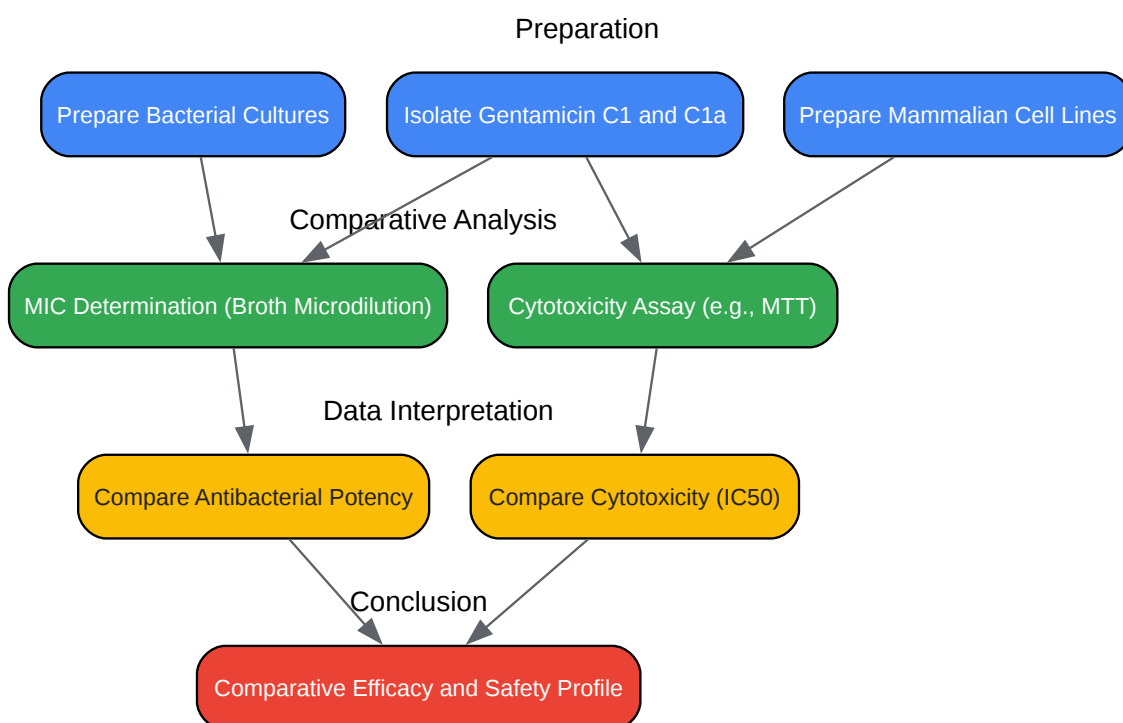 Preparation
Prepare Bacterial Cultures
Isolate Gentamicin C1 and C1a
Prepare Mammalian Cell Lines
Comparative Analysis
MIC Determination (Broth Microdilution)
Cytotoxicity Assay (e.g., MTT)
Data Interpretation
Compare Antibacterial Potency
Compare Cytotoxicity (IC50)
Conclusion
Comparative Efficacy and Safety Profile